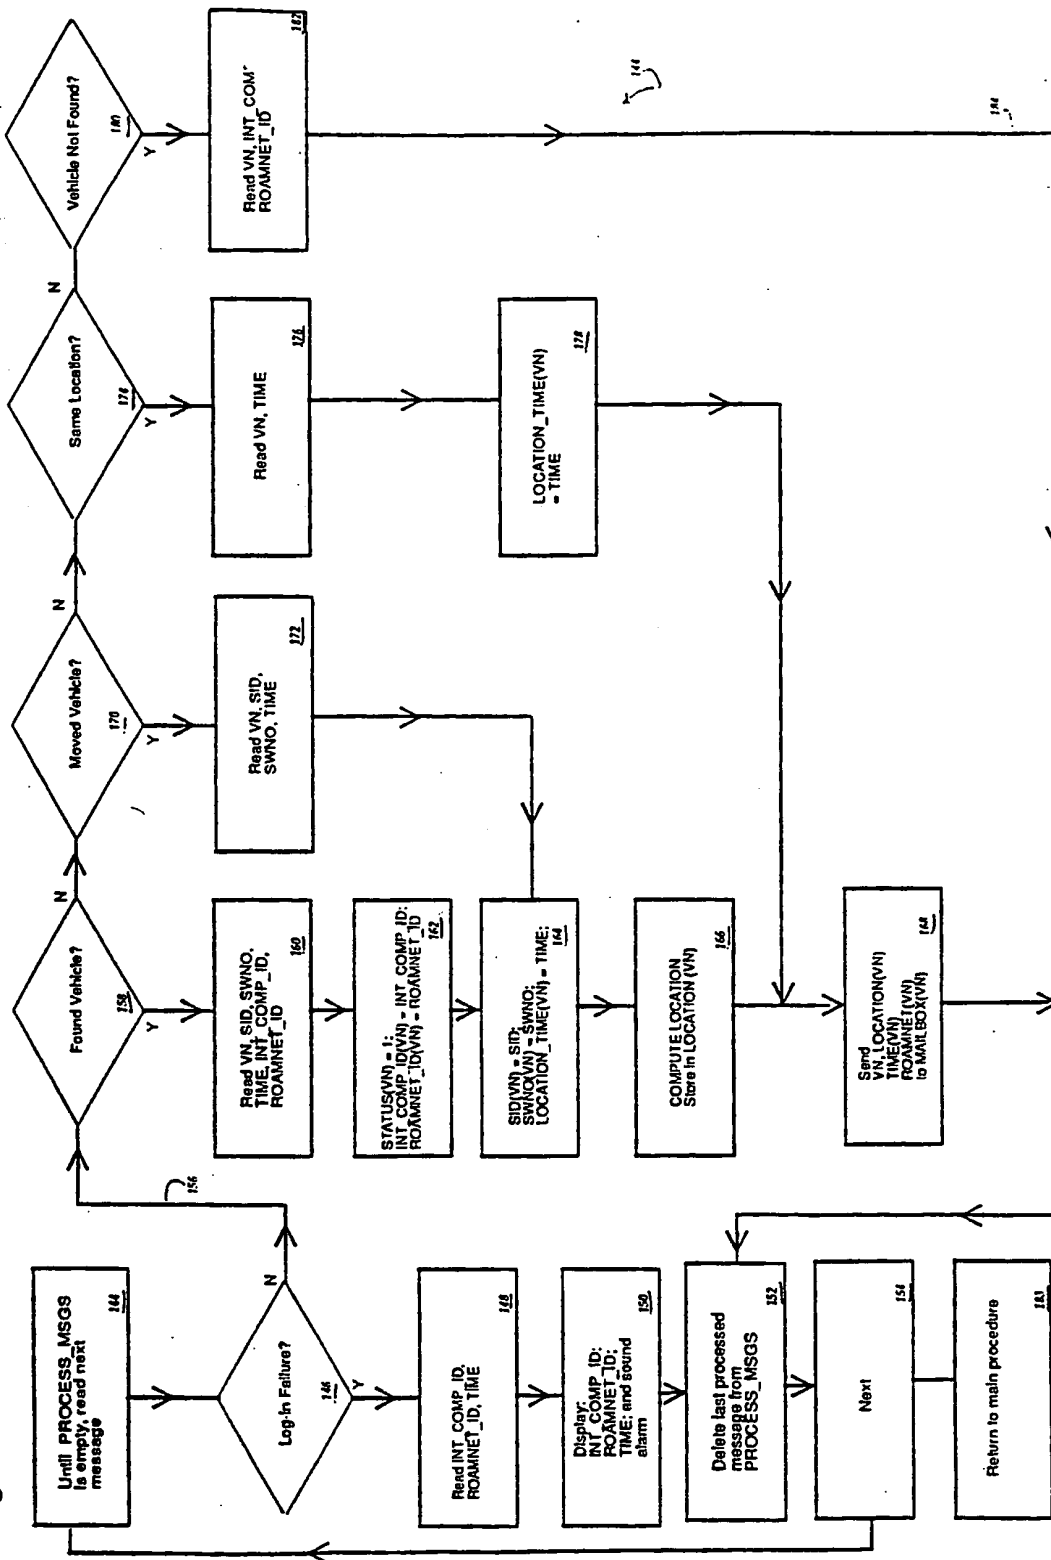 Until PROCESS_MSGS
is empty, read next
message
144
Log-In Failure?
146
N
Y
Read INT_COMP_ID,
ROAMNET_ID, TIME
148
Display:
INT_COMP_ID;
ROAMNET_ID;
TIME; and sound
alarm
150
Delete last processed
message from
PROCESS_MSGS
152
Next
154
Return to main procedure
183
156
Found Vehicle?
158
N
Y
Read VN, SID, SWNO,
TIME, INT_COMP_ID,
ROAMNET_ID
160
STATUS(VN) = 1;
INT_COMP_ID(VN) = INT_COMP_ID;
ROAMNET_ID(VN) = ROAMNET_ID
162
SID(VN) = SID;
SWNO(VN) = SWNO;
LOCATION_TIME(VN) = TIME;
164
COMPUTE LOCATION
Store in LOCATION (VN)
166
Send
VN, LOCATION(VN)
TIME(VN)
ROAMNET(VN)
to MAILBOX(VN)
168
Moved Vehicle?
170
N
Y
Read VN, SID,
SWNO, TIME
172
Same Location?
174
N
Y
Read VN, TIME
176
LOCATION_TIME(VN)
= TIME
178
Vehicle Not Found?
180
Y
Read VN, INT_COM
ROAMNET_ID
182
144
184